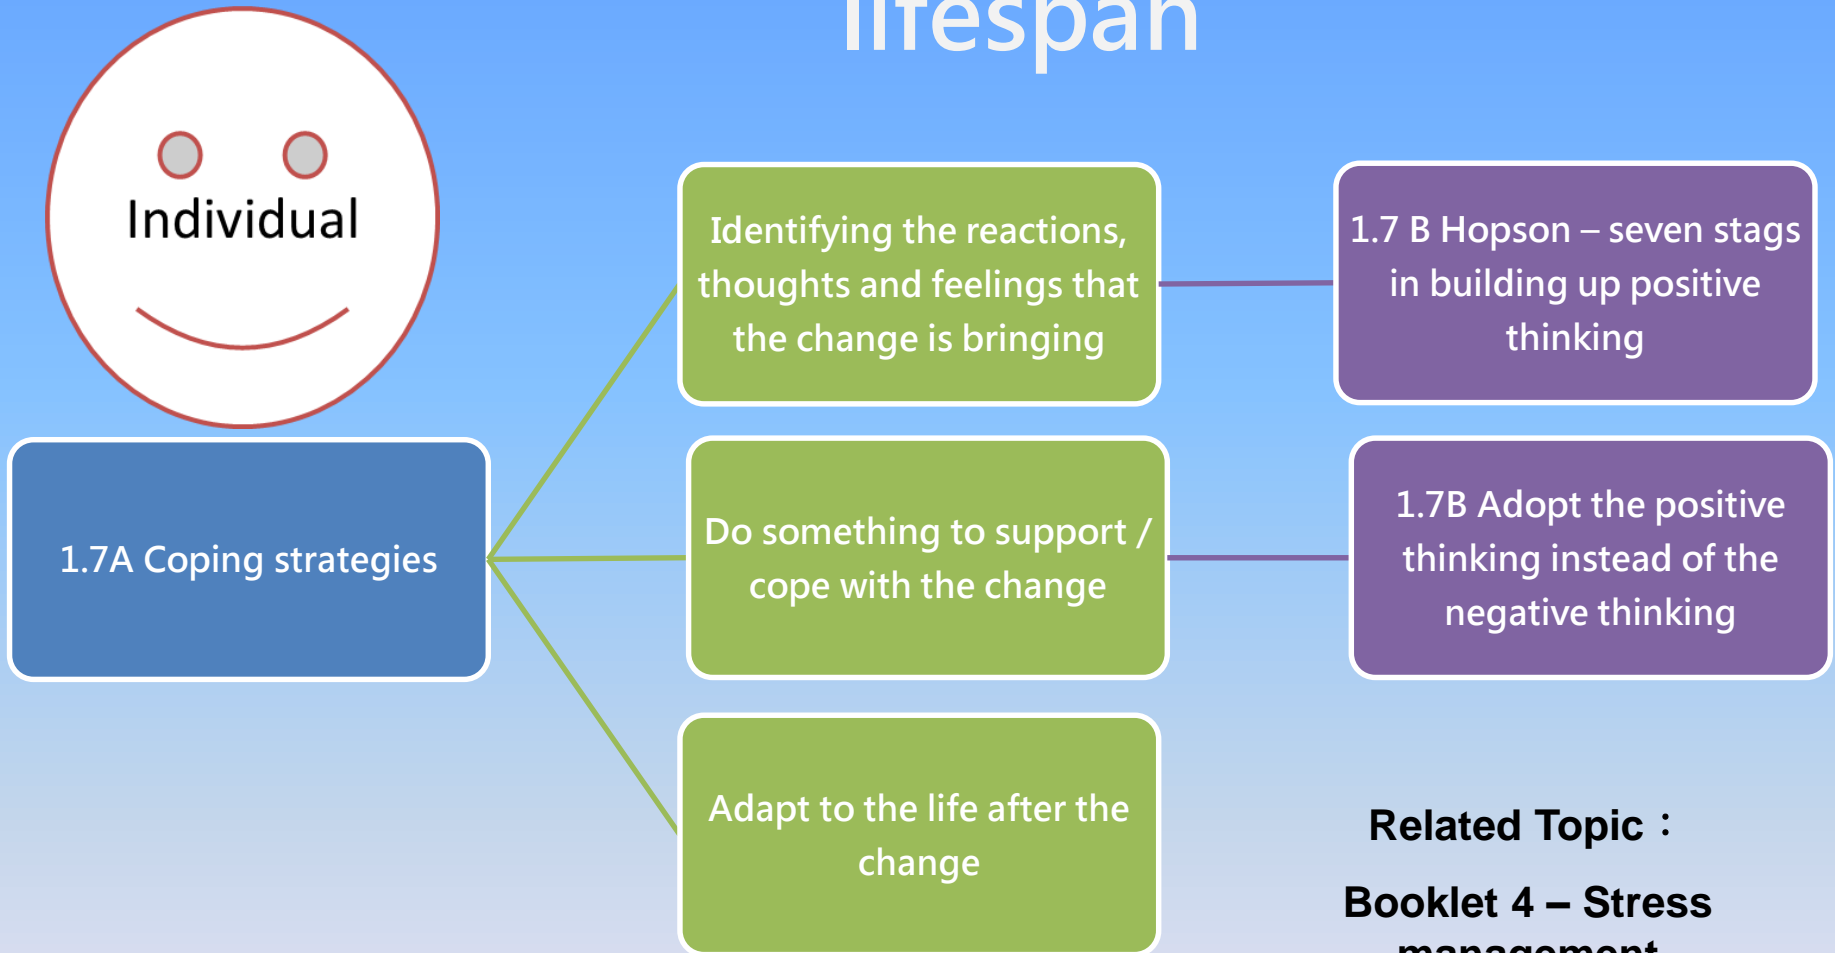 lifespan
Individual
1.7A Coping strategies
Identifying the reactions,
thoughts and feelings that
the change is bringing
1.7 B Hopson – seven stags
in building up positive
thinking
Do something to support /
cope with the change
1.7B Adopt the positive
thinking instead of the
negative thinking
Adapt to the life after the
change
Related Topic：
Booklet 4 – Stress
management